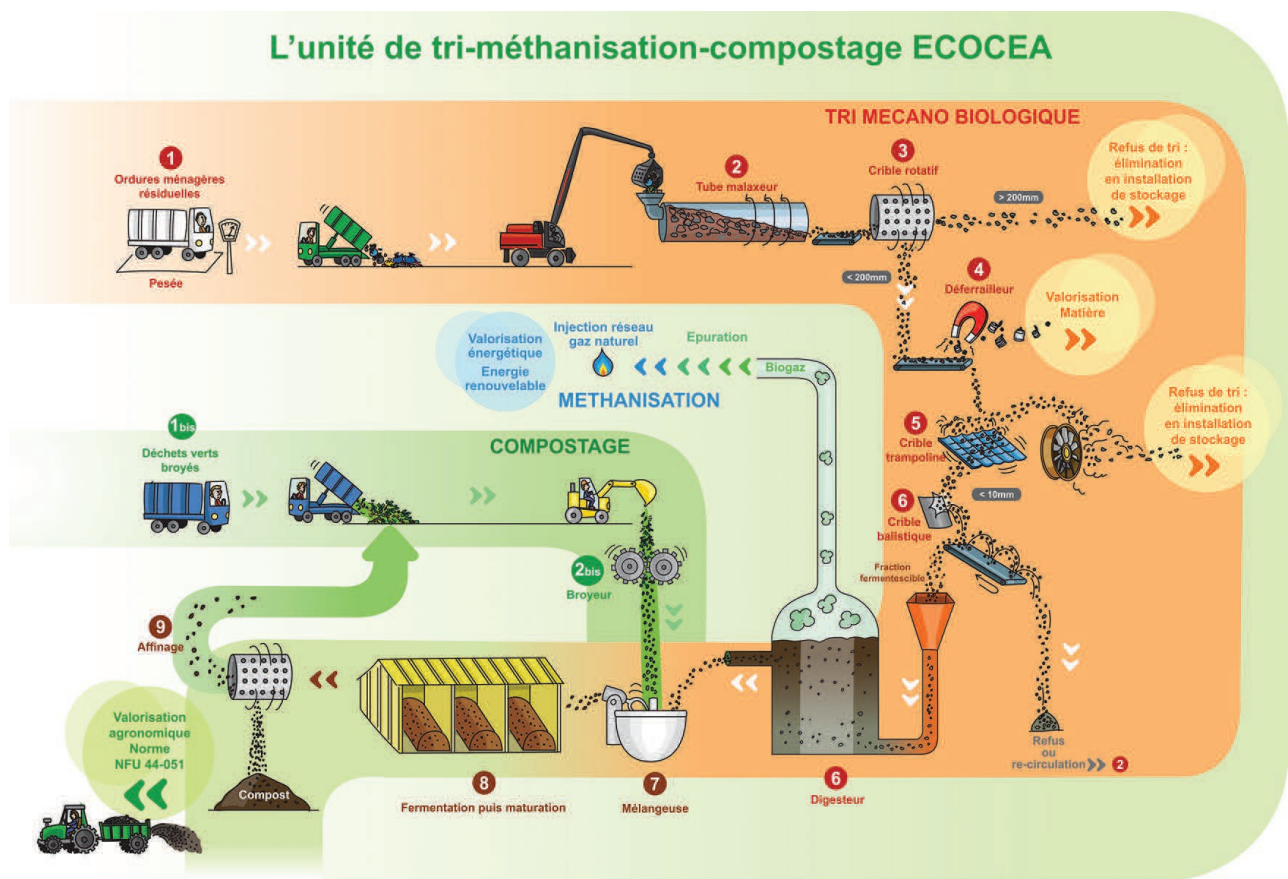 L'unité de tri-méthanisation-compostage ECOCEA
TRI MECANO BIOLOGIQUE
1
Ordures ménagères
résiduelles
Pesée
2
Tube malaxeur
3
Crible rotatif
> 200mm
Refus de tri :
élimination
en installation
de stockage
< 200mm
4
Déferrailleur
Valorisation
Matière
Valorisation
énergétique
Energie
renouvelable
Injection réseau
gaz naturel
Epuration
Biogaz
METHANISATION
5
Crible
trampoline
Refus de tri :
élimination
en installation
de stockage
1bis
Déchets verts
broyés
COMPOSTAGE
< 10mm
6
Crible
balistique
Fraction
fermentescible
2bis
Broyeur
9
Affinage
Valorisation
agronomique
Norme
NFU 44-051
Compost
8
Fermentation puis maturation
7
Mélangeuse
6
Digesteur
Refus
ou
re-circulation 2